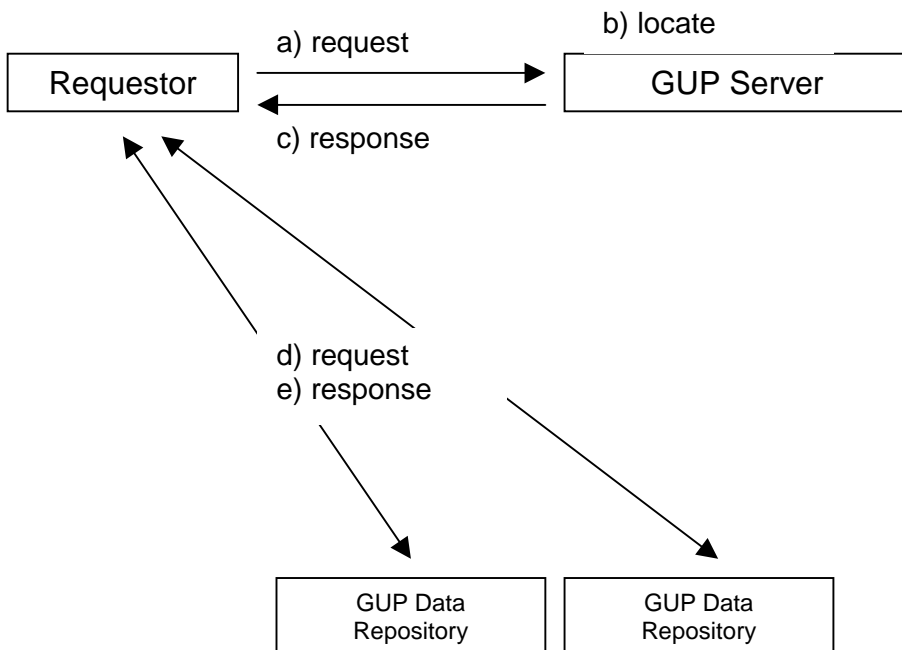 b) locate
a) request
Requestor
GUP Server
c) response
d) request
e) response
GUP Data
Repository
GUP Data
Repository